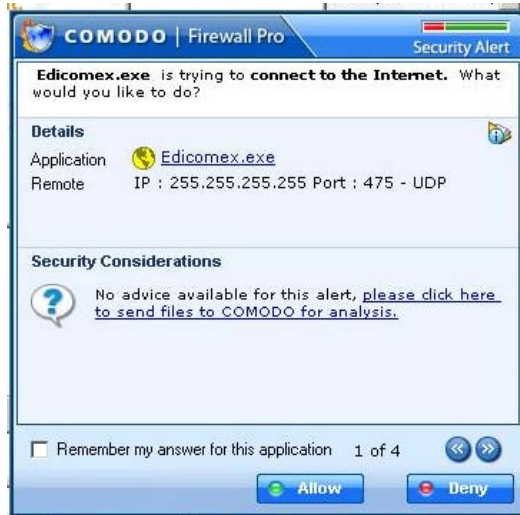 COMODO | Firewall Pro
Security Alert
Edicomex.exe is trying to connect to the Internet. What
would you like to do?
Details
Application Edicomex.exe
Remote IP : 255.255.255.255 Port : 475 - UDP
Security Considerations
No advice available for this alert, please click here
to send files to COMODO for analysis.
Remember my answer for this application 1 of 4
Allow Deny